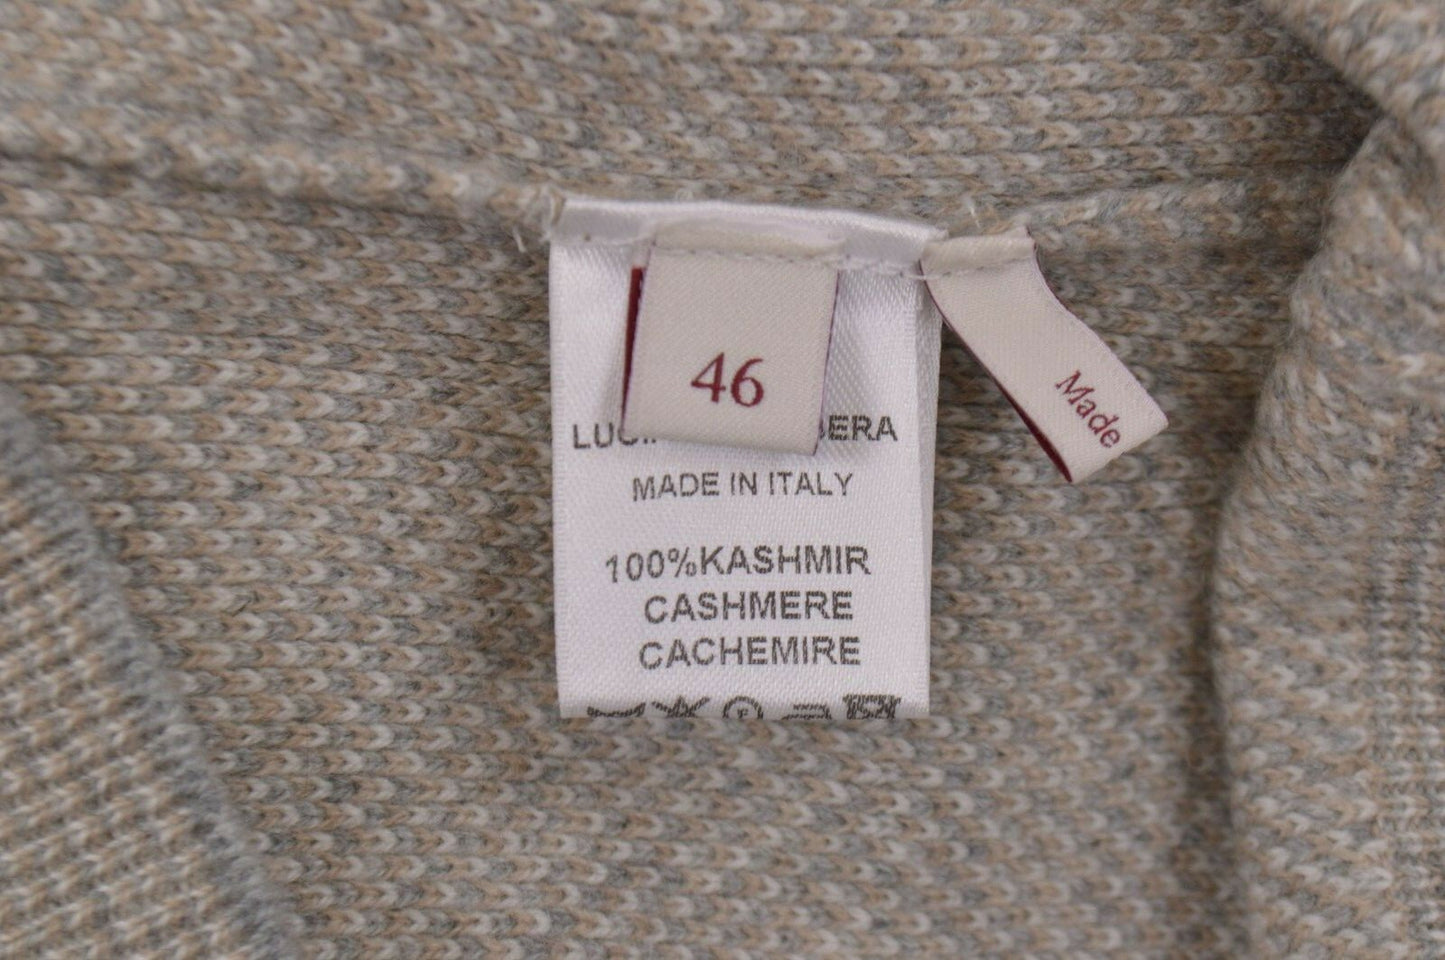 46
MADE IN ITALY
100%KASHMIR
CASHMERE
CACHEMIRE
Made